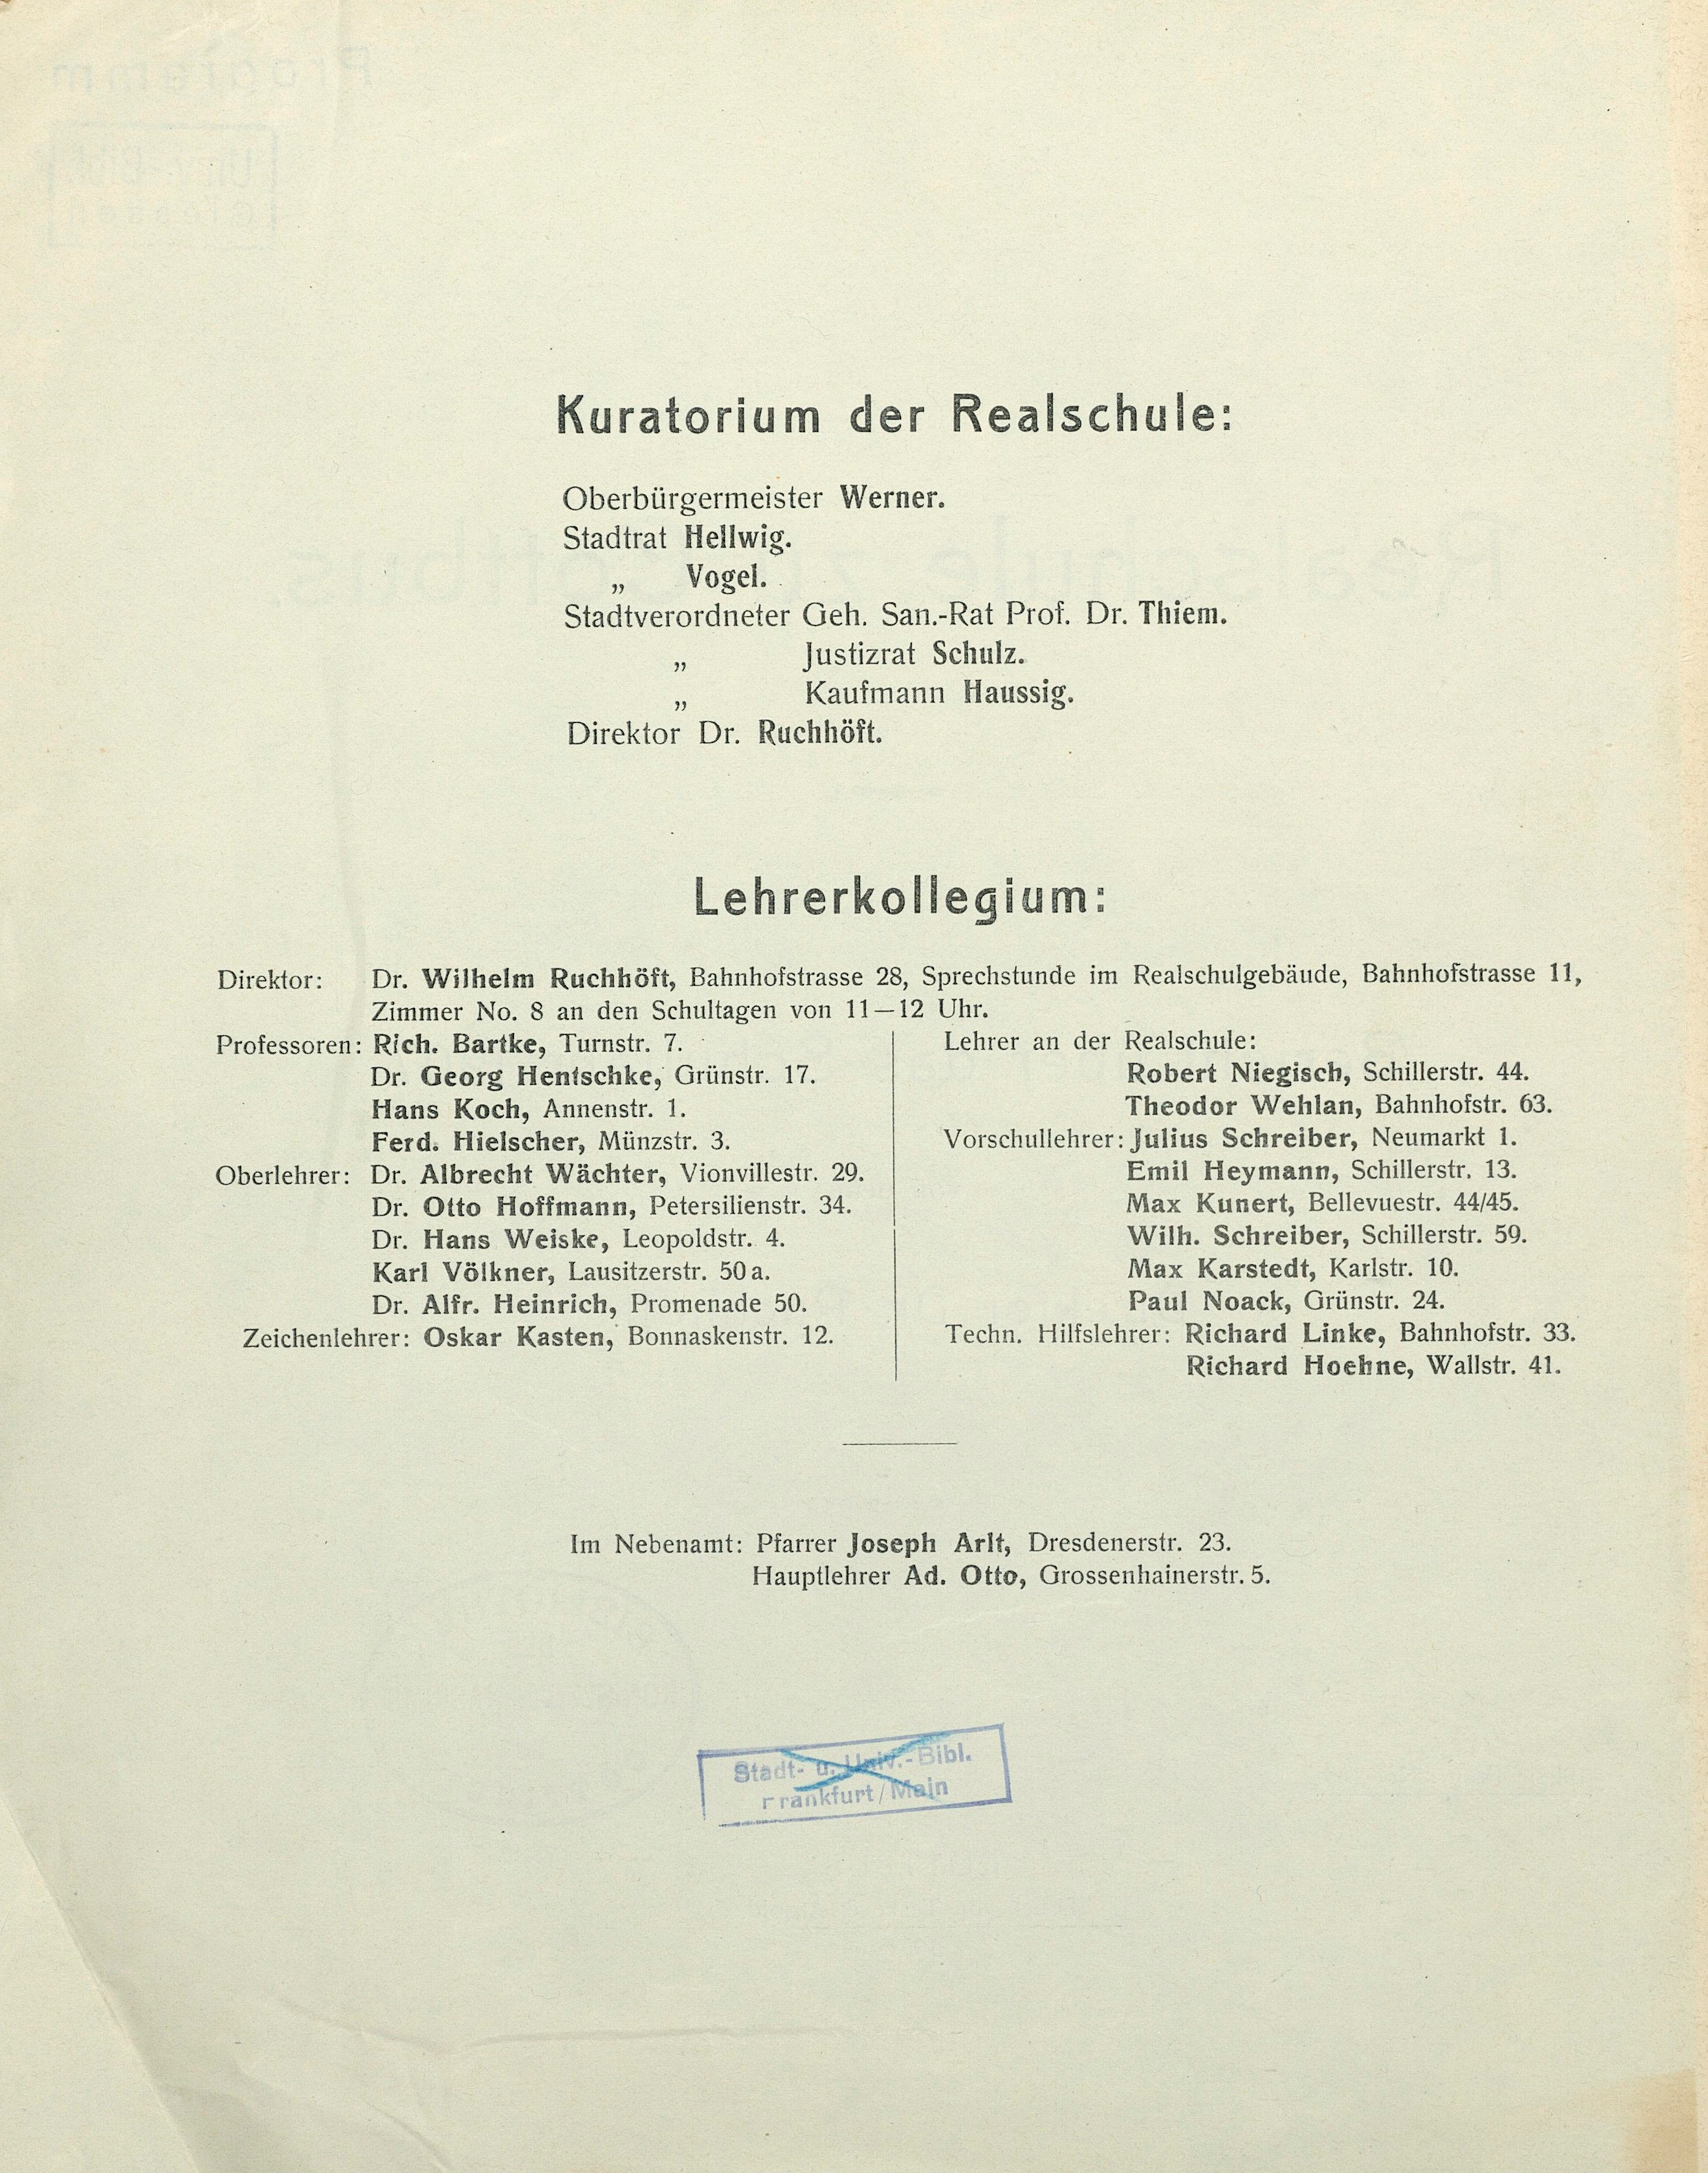 Kuratorium der Realschule:
Oberbürgermeister Werner.
Stadtrat Hellwig.
„ Vogel.
Stadtverordneter Geh. San.-Rat Prof. Dr. Thiem.
„ Justizrat Schulz.
„ Kaufmann Haussig.
Direktor Dr. Ruchhöft.
Lehrerkollegium:
Direktor: Dr. Wilhelm Ruchhöft, Bahnhofstrasse 28, Sprechstunde im Realschulgebäude, Bahnhofstrasse 11,
Zimmer No. 8 an den Schultagen von 11—12 Uhr.
Professoren: Rich. Bartke, Turnstr. 7.
Dr. Georg Hentschke, Grünstr. 17.
Hans Koch, Annenstr. 1.
Ferd. Hielscher, Münzstr. 3.
Oberlehrer: Dr. Albrecht Wächter, Vionvillestr. 29.
Dr. Otto Hoffmann, Petersilienstr. 34.
Dr. Hans Weiske, Leopoldstr. 4.
Karl Völkner, Lausitzerstr. 50a.
Dr. Alfr. Heinrich, Promenade 50.
Zeichenlehrer: Oskar Kasten, Bonnaskenstr. 12.
Lehrer an der Realschule:
Robert Niegisch, Schillerstr. 44.
Theodor Wehlan, Bahnhofstr. 63.
Vorschullehrer: Julius Schreiber, Neumarkt 1.
Emil Heymann, Schillerstr. 13.
Max Kunert, Bellevuestr. 44/45.
Wilh. Schreiber, Schillerstr. 59.
Max Karstedt, Karlstr. 10.
Paul Noack, Grünstr. 24.
Techn. Hilfslehrer: Richard Linke, Bahnhofstr. 33.
Richard Hoehne, Wallstr. 41.
Im Nebenamt: Pfarrer Joseph Arlt, Dresdenerstr. 23.
Hauptlehrer Ad. Otto, Grossenhainerstr. 5.
Stadt- u. Univ.-Bibl.
Frankfurt/Main